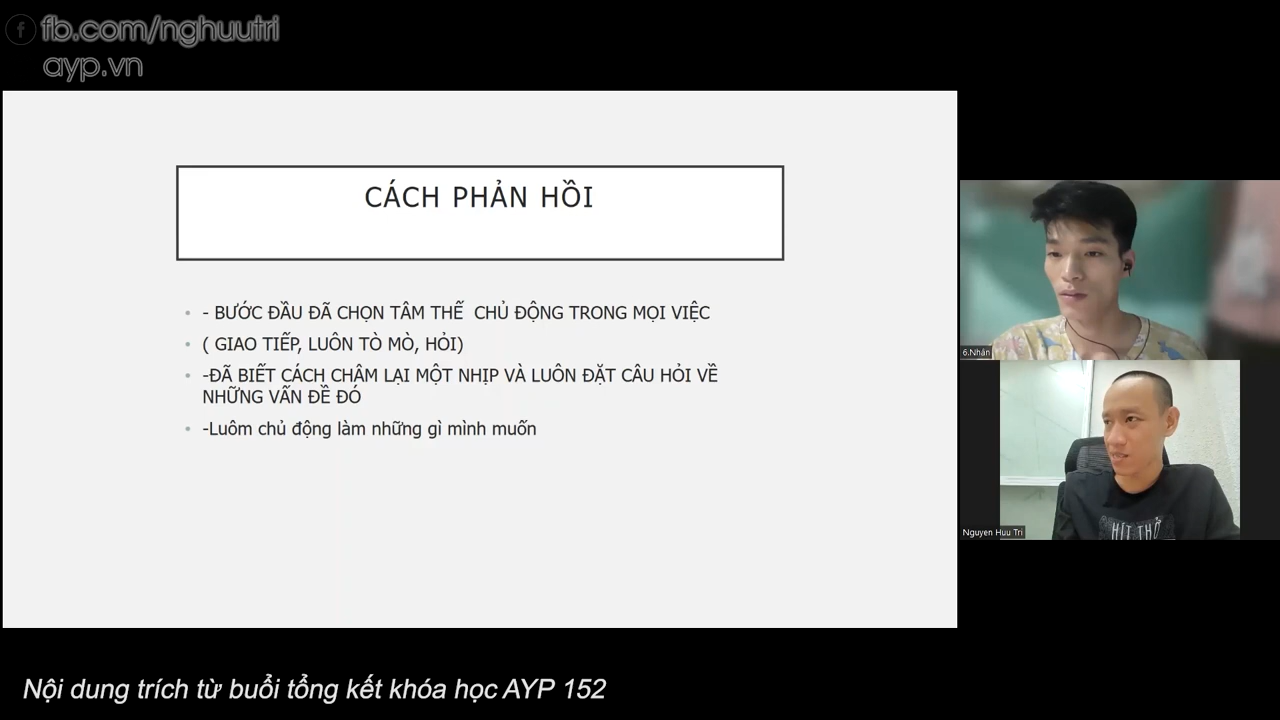 fb.com/nghuutri
ayp.vn
CÁCH PHẢN HỒI
- BƯỚC ĐẦU ĐÃ CHỌN TÂM THẾ CHỦ ĐỘNG TRONG MỌI VIỆC
( GIAO TIẾP, LUÔN TÒ MÒ, HỎI)
-ĐÃ BIẾT CÁCH CHẬM LẠI MỘT NHỊP VÀ LUÔN ĐẶT CÂU HỎI VỀ
NHỮNG VẤN ĐỀ ĐÓ
-Luôm chủ động làm những gì mình muốn
6.Nhân
HÍT THỞ
Nguyen Huu Tri
Nội dung trích từ buổi tổng kết khóa học AYP 152